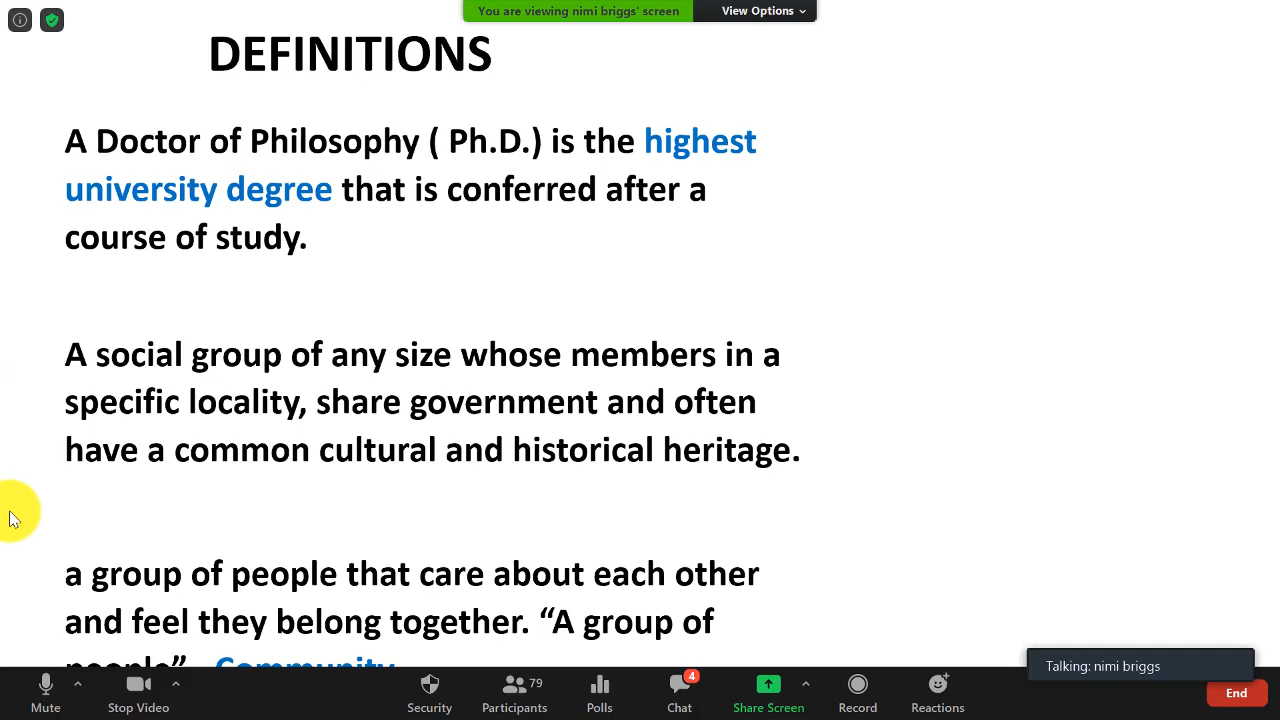 You are viewing nimi briggs' screen
View Options
DEFINITIONS
A Doctor of Philosophy ( Ph.D.) is the highest
university degree that is conferred after a
course of study.
A social group of any size whose members in a
specific locality, share government and often
have a common cultural and historical heritage.
a group of people that care about each other
and feel they belong together. “A group of
people” Community
Talking: nimi briggs
79
4
Mute
Stop Video
Security
Participants
Polls
Chat
Share Screen
Record
Reactions
End